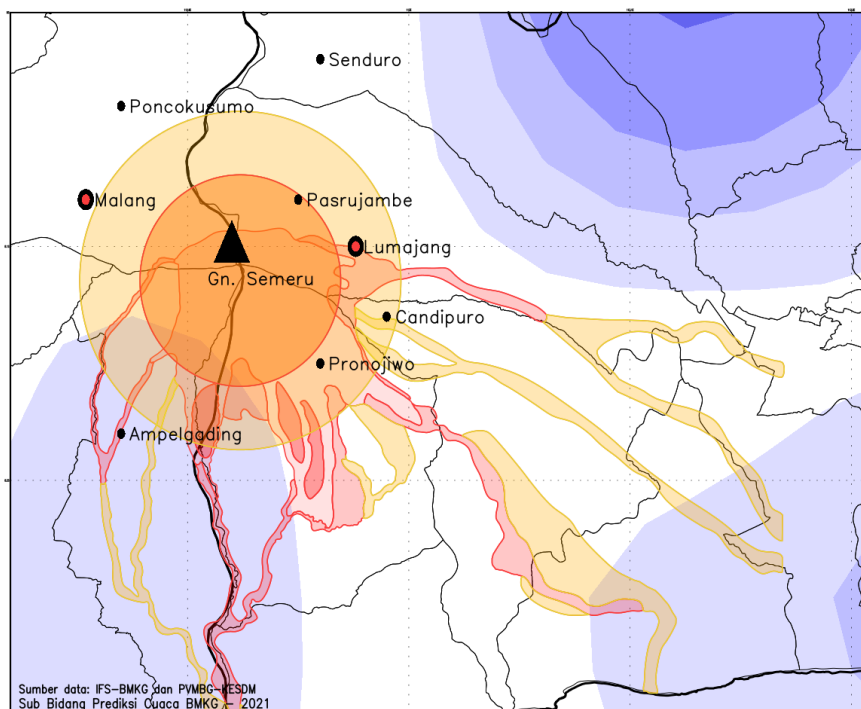 Senduro
Poncokusumo
Malang
Pasrujambe
Lumajang
Gn. Semeru
Candipuro
Pronojiwo
Ampelgading
Sumber data: IFS-BMKG dan PVMBG-KESDM
Sub Bidang Prediksi Cuaca BMKG - 2021